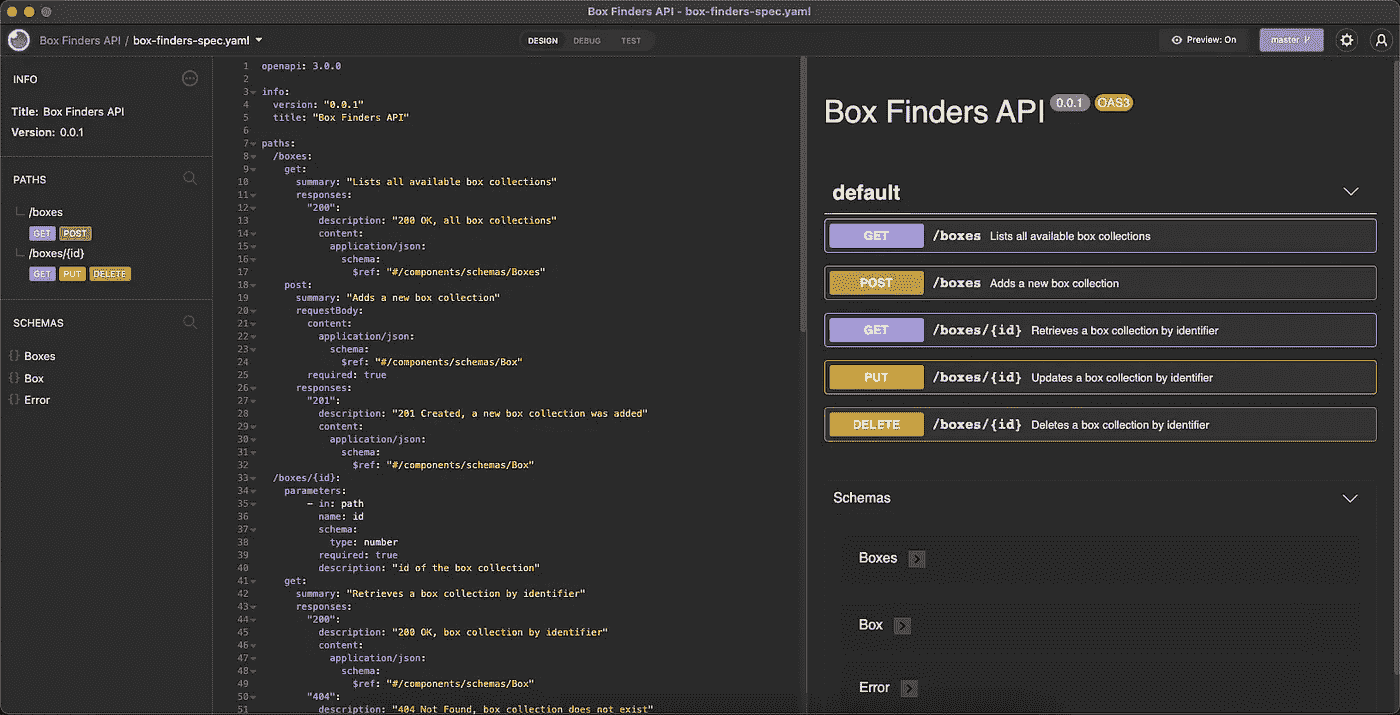 Box Finders API - box-finders-spec.yaml
Box Finders API / box-finders-spec.yaml
DESIGN DEBUG TEST
Preview: On
master
INFO
Title: Box Finders API
Version: 0.0.1
PATHS
/boxes
GET POST
/boxes/{id}
GET PUT DELETE
SCHEMAS
{} Boxes
{} Box
{} Error
1 openapi: 3.0.0
2
3 info:
4 version: "0.0.1"
5 title: "Box Finders API"
6
7 paths:
8 /boxes:
9 get:
10 summary: "Lists all available box collections"
11 responses:
12 "200":
13 description: "200 OK, all box collections"
14 content:
15 application/json:
16 schema:
17 $ref: "#/components/schemas/Boxes"
18 post:
19 summary: "Adds a new box collection"
20 requestBody:
21 content:
22 application/json:
23 schema:
24 $ref: "#/components/schemas/Box"
25 required: true
26 responses:
27 "201":
28 description: "201 Created, a new box collection was added"
29 content:
30 application/json:
31 schema:
32 $ref: "#/components/schemas/Box"
33 /boxes/{id}:
34 parameters:
35 - in: path
36 name: id
37 schema:
38 type: number
39 required: true
40 description: "id of the box collection"
41 get:
42 summary: "Retrieves a box collection by identifier"
43 responses:
44 "200":
45 description: "200 OK, box collection by identifier"
46 content:
47 application/json:
48 schema:
49 $ref: "#/components/schemas/Box"
50 "404":
51 description: "404 Not Found, box collection does not exist"
Box Finders API 0.0.1 OAS3
default
GET /boxes Lists all available box collections
POST /boxes Adds a new box collection
GET /boxes/{id} Retrieves a box collection by identifier
PUT /boxes/{id} Updates a box collection by identifier
DELETE /boxes/{id} Deletes a box collection by identifier
Schemas
Boxes
Box
Error